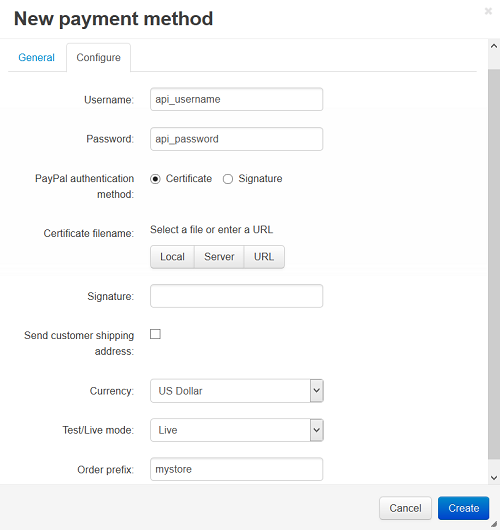 New payment method
General Configure
Username: api_username
Password: api_password
PayPal authentication Certificate Signature
method:
Certificate filename: Select a file or enter a URL
Local Server URL
Signature:
Send customer shipping
address:
Currency: US Dollar
Test/Live mode: Live
Order prefix: mystore
Cancel Create